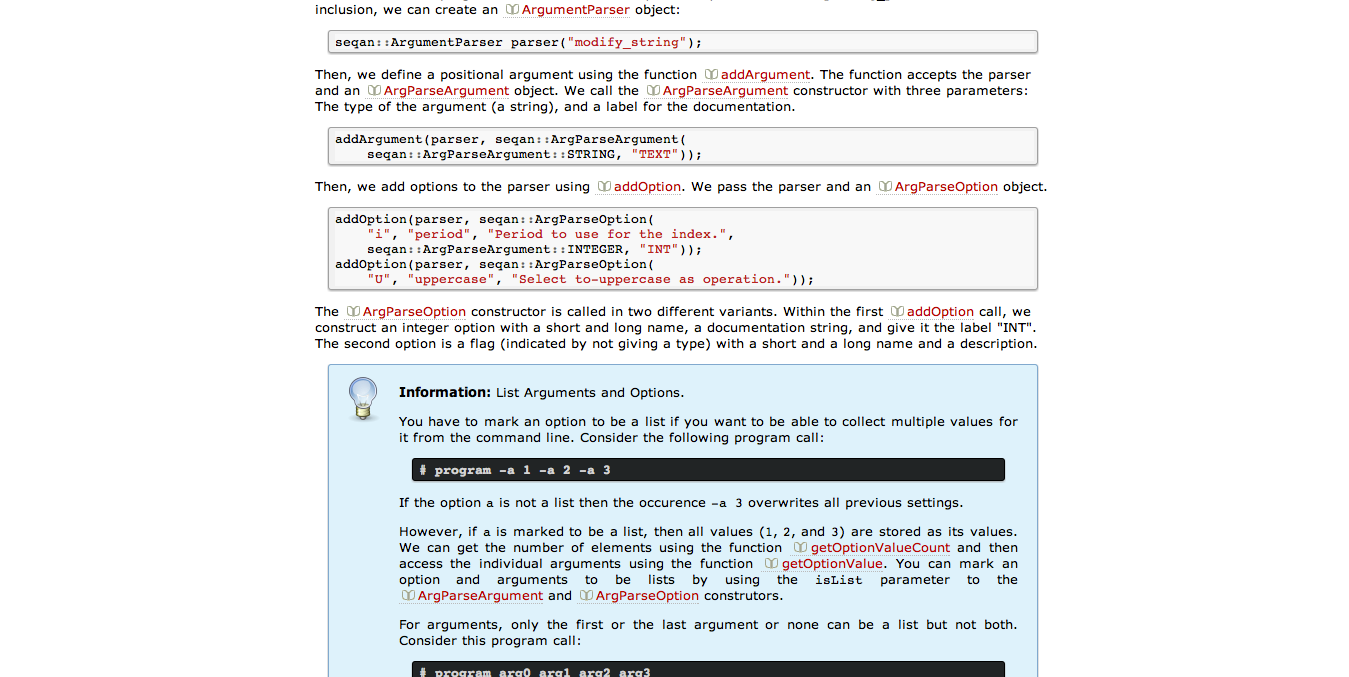 inclusion, we can create an ArgumentParser object:
seqan::ArgumentParser parser("modify_string");
Then, we define a positional argument using the function addArgument. The function accepts the parser
and an ArgParseArgument object. We call the ArgParseArgument constructor with three parameters:
The type of the argument (a string), and a label for the documentation.
addArgument(parser, seqan::ArgParseArgument(
    seqan::ArgParseArgument::STRING, "TEXT"));
Then, we add options to the parser using addOption. We pass the parser and an ArgParseOption object.
addOption(parser, seqan::ArgParseOption(
    "i", "period", "Period to use for the index.",
    seqan::ArgParseArgument::INTEGER, "INT"));
addOption(parser, seqan::ArgParseOption(
    "U", "uppercase", "Select to-uppercase as operation."));
The ArgParseOption constructor is called in two different variants. Within the first addOption call, we
construct an integer option with a short and long name, a documentation string, and give it the label "INT".
The second option is a flag (indicated by not giving a type) with a short and a long name and a description.
Information: List Arguments and Options.
You have to mark an option to be a list if you want to be able to collect multiple values for
it from the command line. Consider the following program call:
# program -a 1 -a 2 -a 3
If the option a is not a list then the occurence -a 3 overwrites all previous settings.
However, if a is marked to be a list, then all values (1, 2, and 3) are stored as its values.
We can get the number of elements using the function getOptionValueCount and then
access the individual arguments using the function getOptionValue. You can mark an
option and arguments to be lists by using the isList parameter to the
ArgParseArgument and ArgParseOption construtors.
For arguments, only the first or the last argument or none can be a list but not both.
Consider this program call:
# program arg0 arg1 arg2 arg3